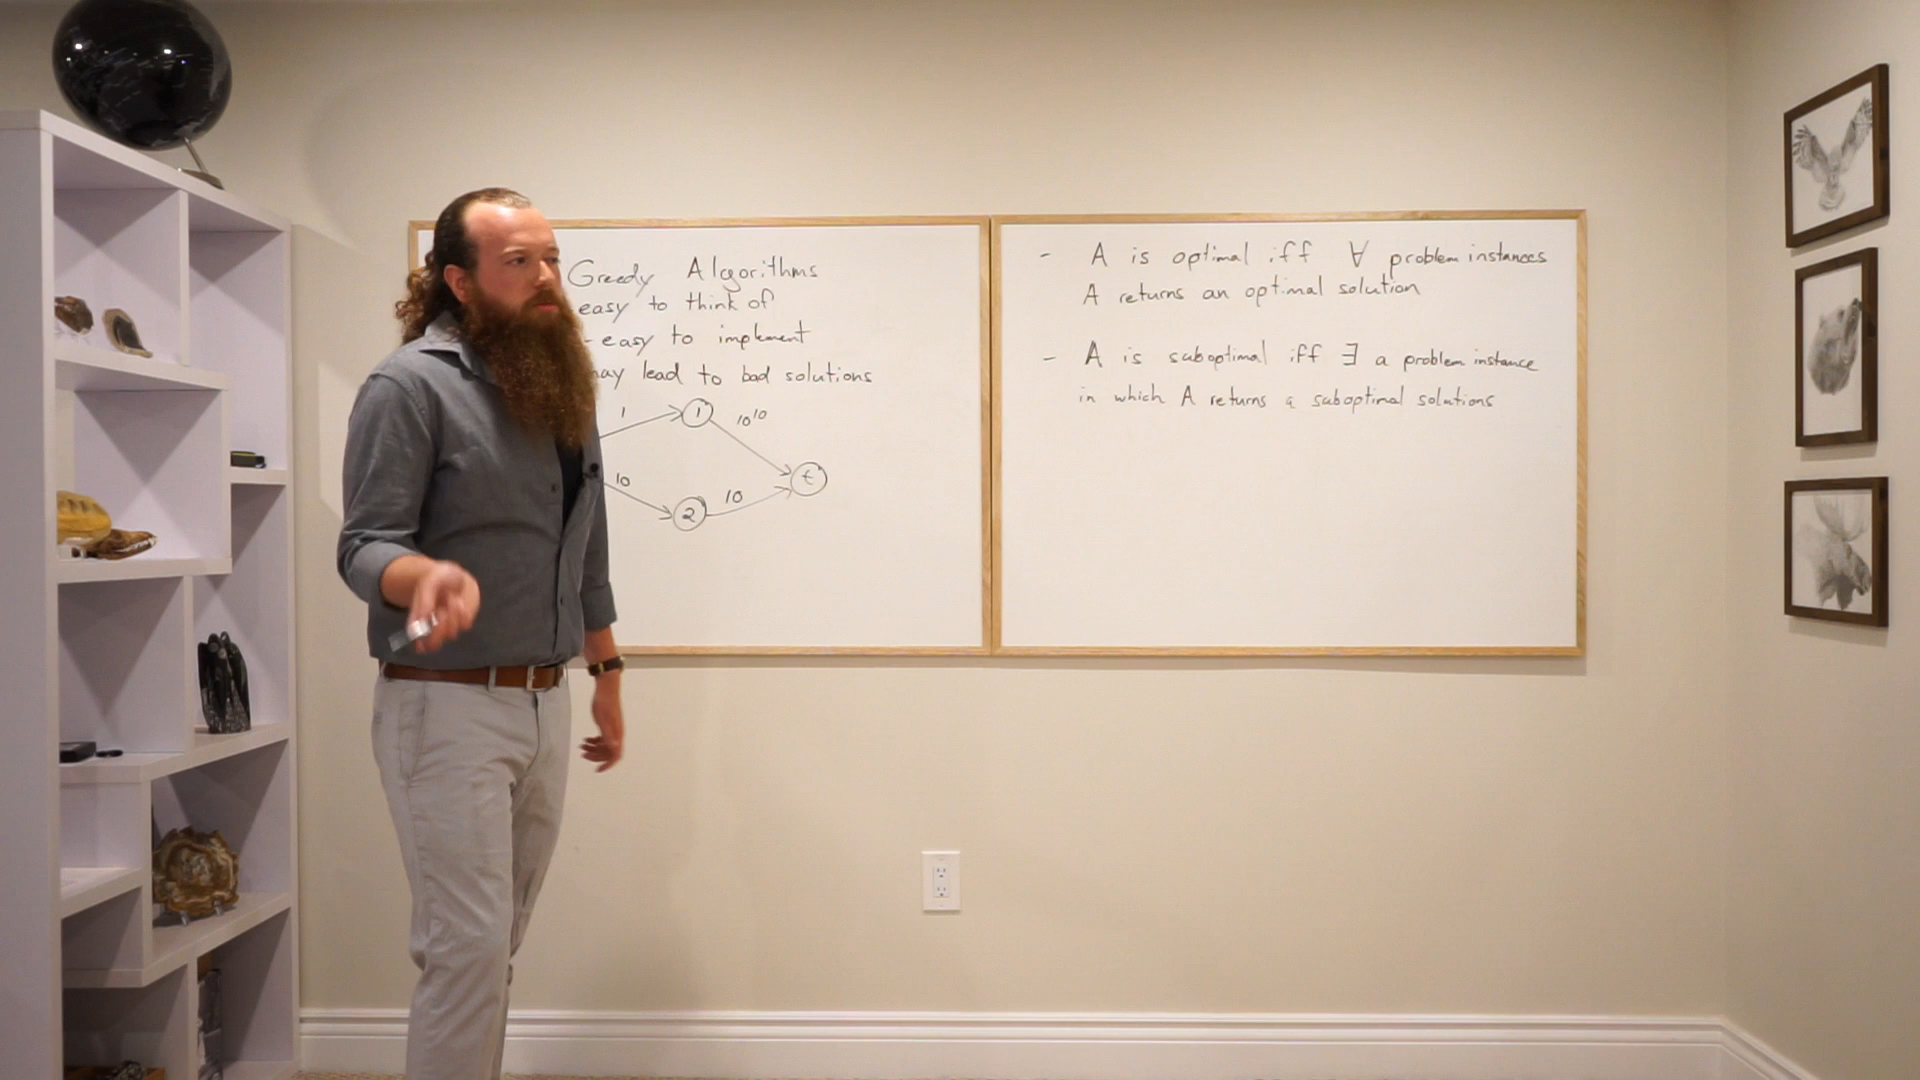 Greedy Algorithms
easy to think of
- easy to implement
may lead to bad solutions
1
1
10¹⁰
t
10
10
2
- A is optimal iff ∀ problem instances
A returns an optimal solution
- A is suboptimal iff ∃ a problem instance
in which A returns a suboptimal solutions